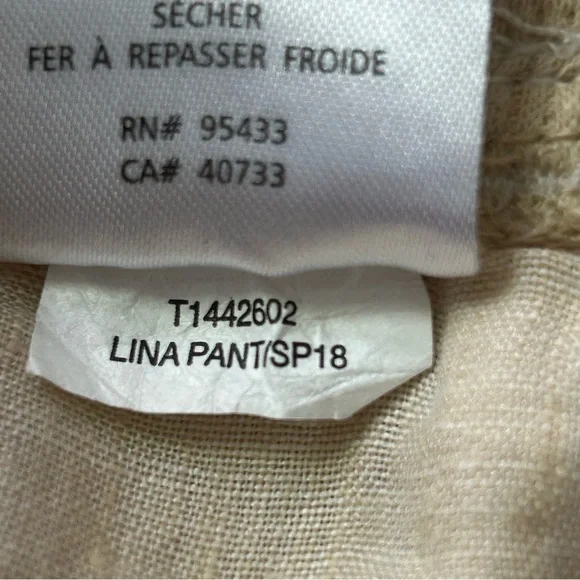 SÉCHER
FER À REPASSER FROIDE
RN# 95433
CA# 40733
T1442602
LINA PANT/SP18